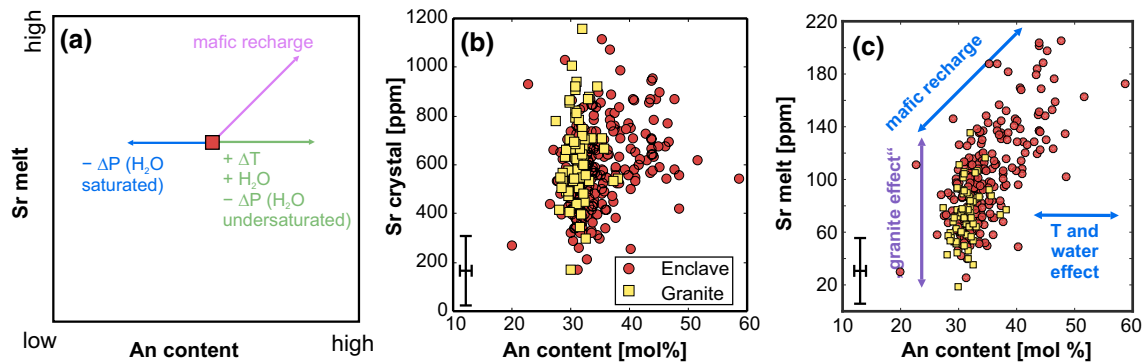 (a)
high
Sr melt
mafic recharge
– ΔP (H2O
saturated)
+ ΔT
+ H2O
– ΔP (H2O
undersaturated)
low
high
An content
(b)
Sr crystal [ppm]
1200
1000
800
600
400
200
0
Enclave
Granite
10 20 30 40 50 60
An content [mol%]
(c)
Sr melt [ppm]
220
180
140
100
60
20
mafic recharge
"granite effect“
T and
water
effect
10 20 30 40 50 60
An content [mol %]